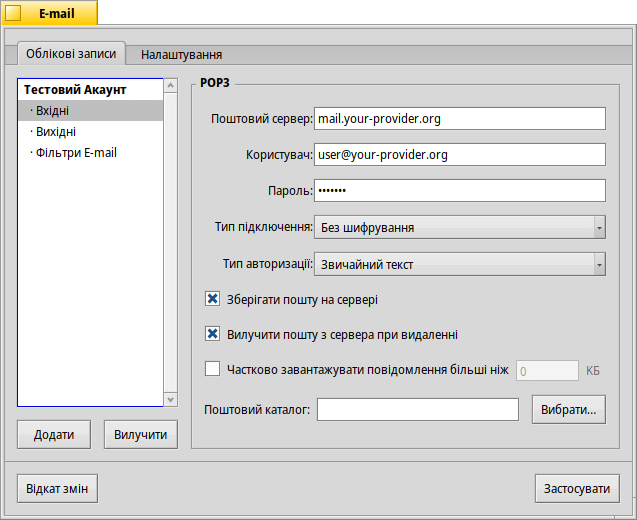 E-mail
Облікові записи Налаштування
Тестовий Акаунт
· Вхідні
· Вихідні
· Фільтри E-mail
Додати Вилучити
POP3
Поштовий сервер: mail.your-provider.org
Користувач: user@your-provider.org
Пароль: •••••••
Тип підключення: Без шифрування
Тип авторизації: Звичайний текст
Зберігати пошту на сервері
Вилучити пошту з сервера при видаленні
Частково завантажувати повідомлення більші ніж 0 КБ
Поштовий каталог: Вибрати...
Відкат змін Застосувати